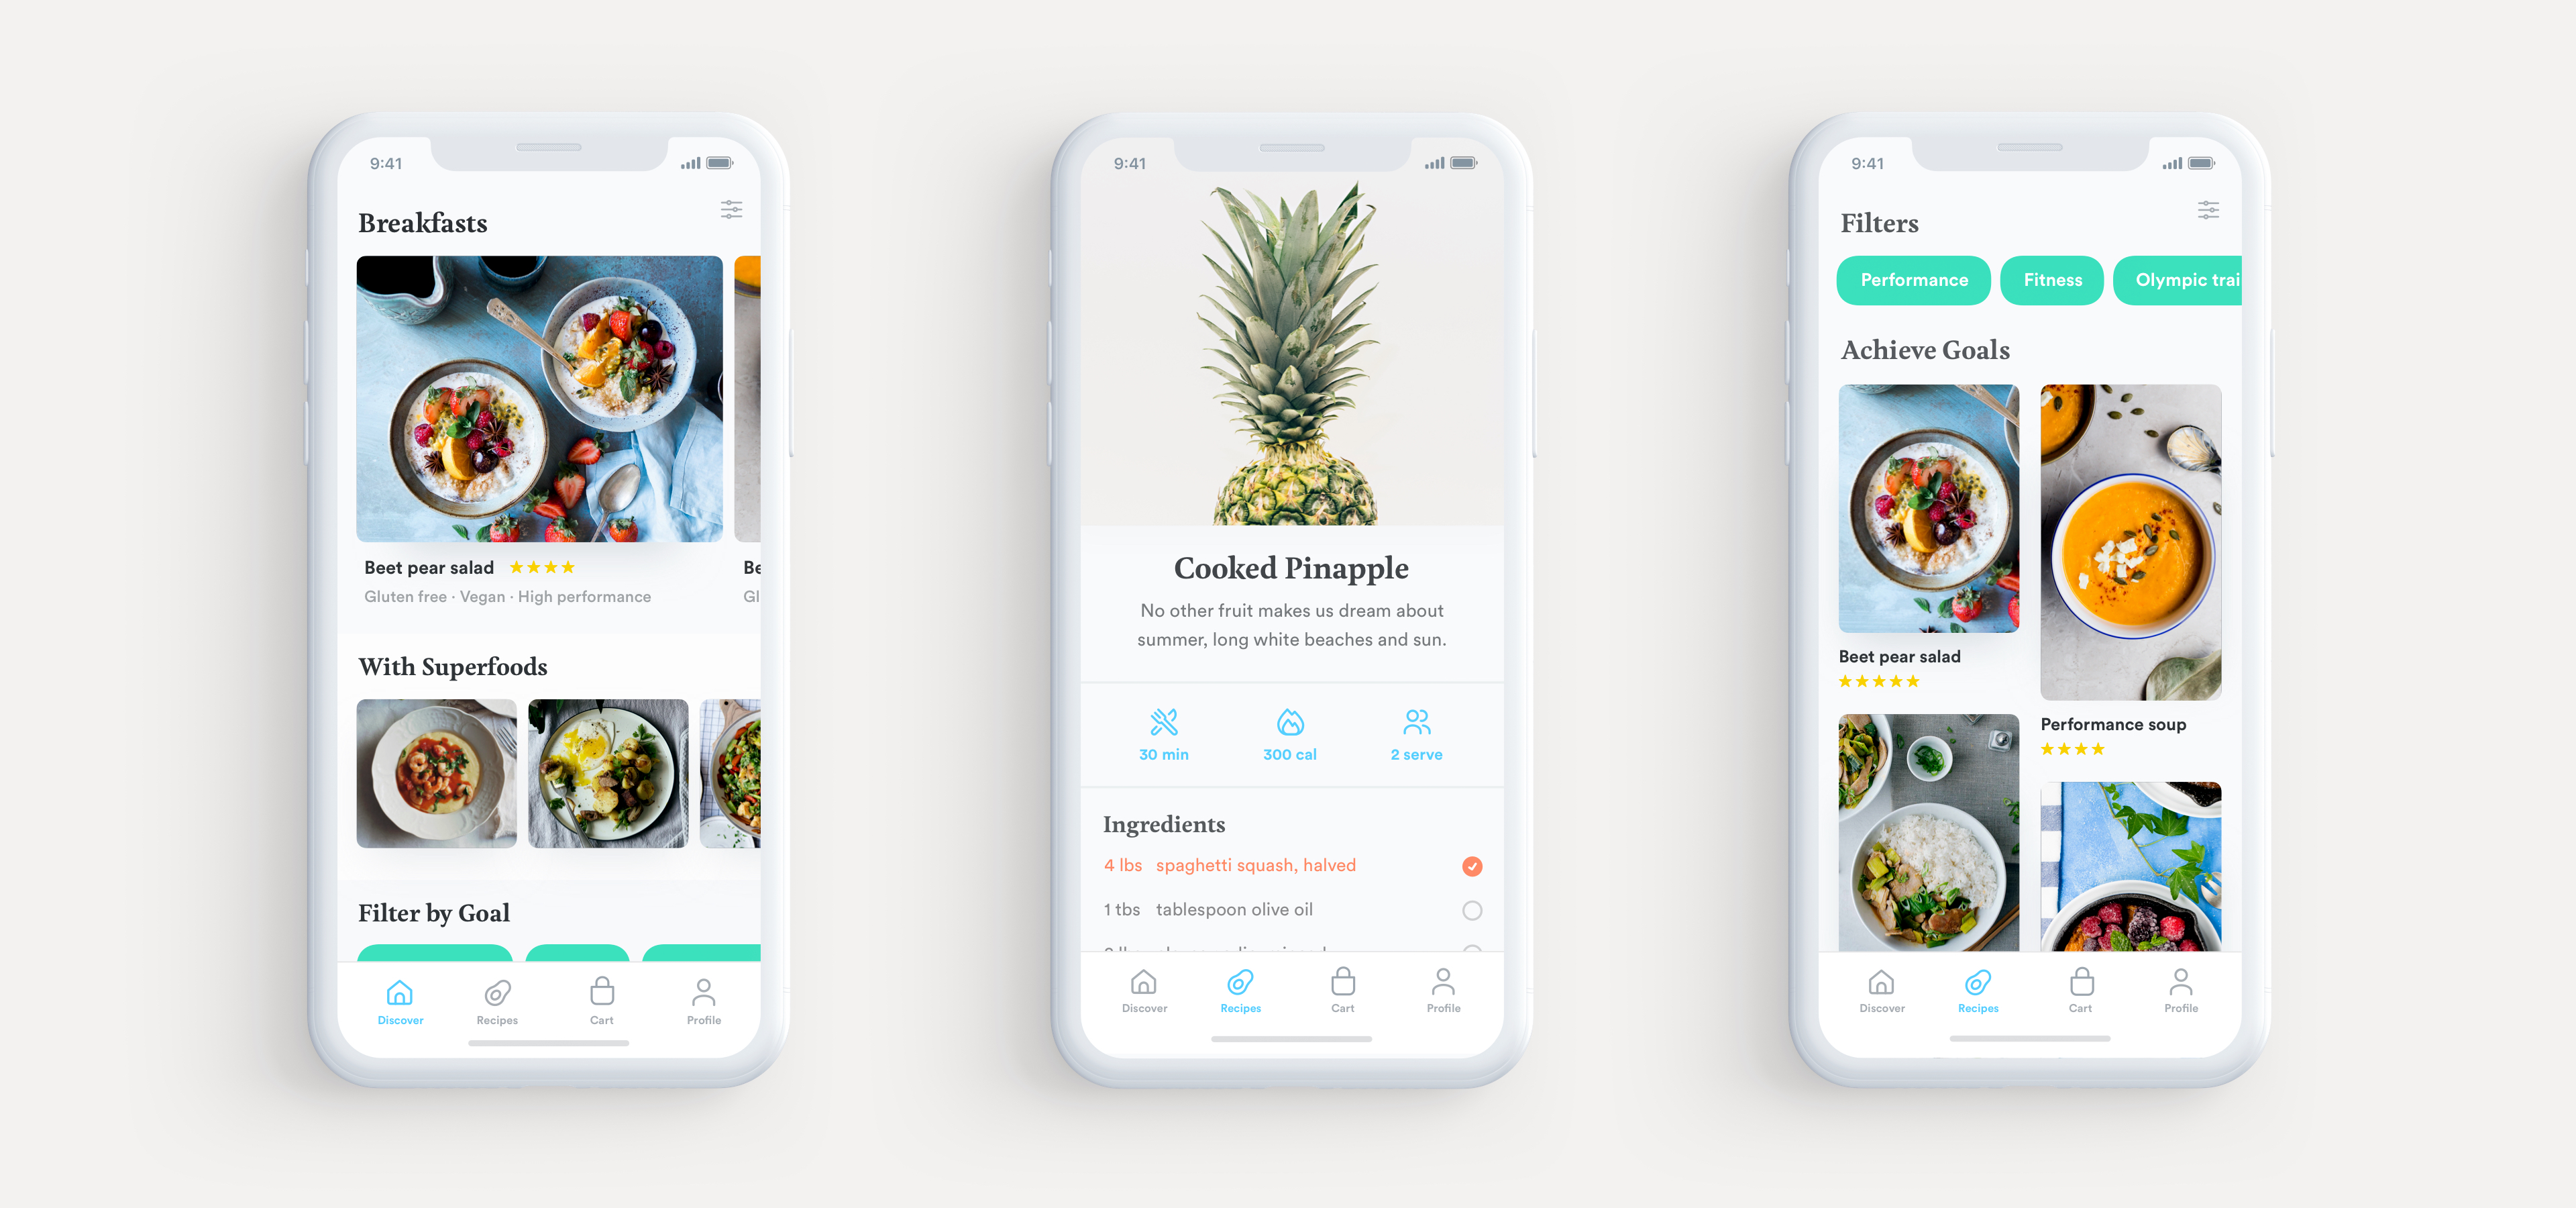 9:41
Breakfasts
Beet pear salad
Be
Gluten free · Vegan · High performance
Gl
With Superfoods
Filter by Goal
Discover
Recipes
Cart
Profile
9:41
Cooked Pinapple
No other fruit makes us dream about
summer, long white beaches and sun.
30 min
300 cal
2 serve
Ingredients
4 lbs spaghetti squash, halved
1 tbs tablespoon olive oil
Discover
Recipes
Cart
Profile
9:41
Filters
Performance
Fitness
Olympic trai
Achieve Goals
Beet pear salad
Performance soup
Discover
Recipes
Cart
Profile